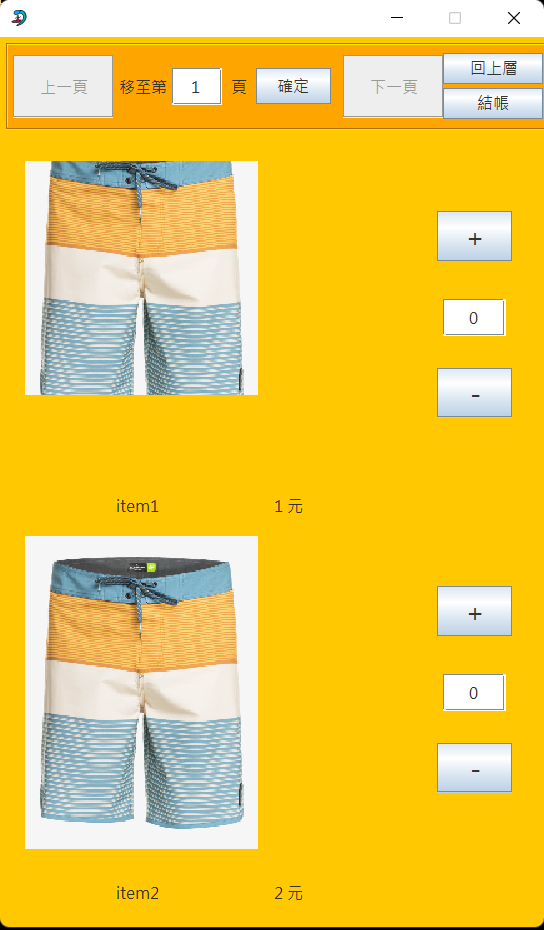 上一頁 移至第 1 頁 確定 下一頁 回上層
結帳
+
0
-
item1 1 元
+
0
-
item2 2 元